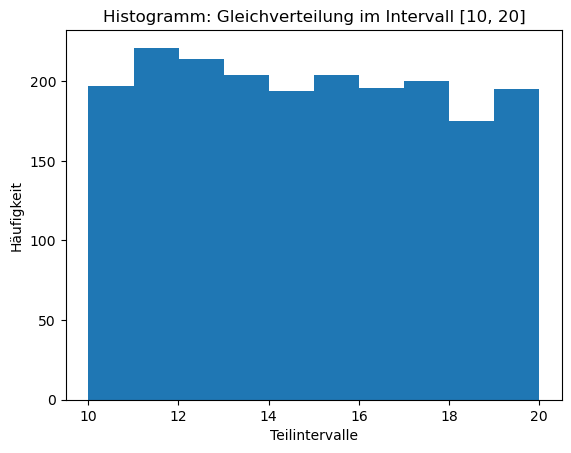 Histogramm: Gleichverteilung im Intervall [10, 20]
Häufigkeit
200
150
100
50
0
10 12 14 16 18 20
Teilintervalle